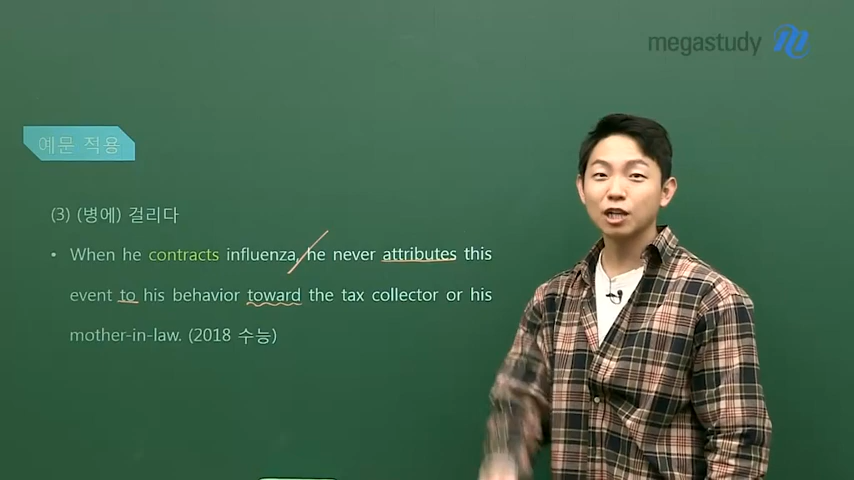 megastudy
예문 적용
(3) (병에) 걸리다
• When he contracts influenza, he never attributes this
event to his behavior toward the tax collector or his
mother-in-law. (2018 수능)